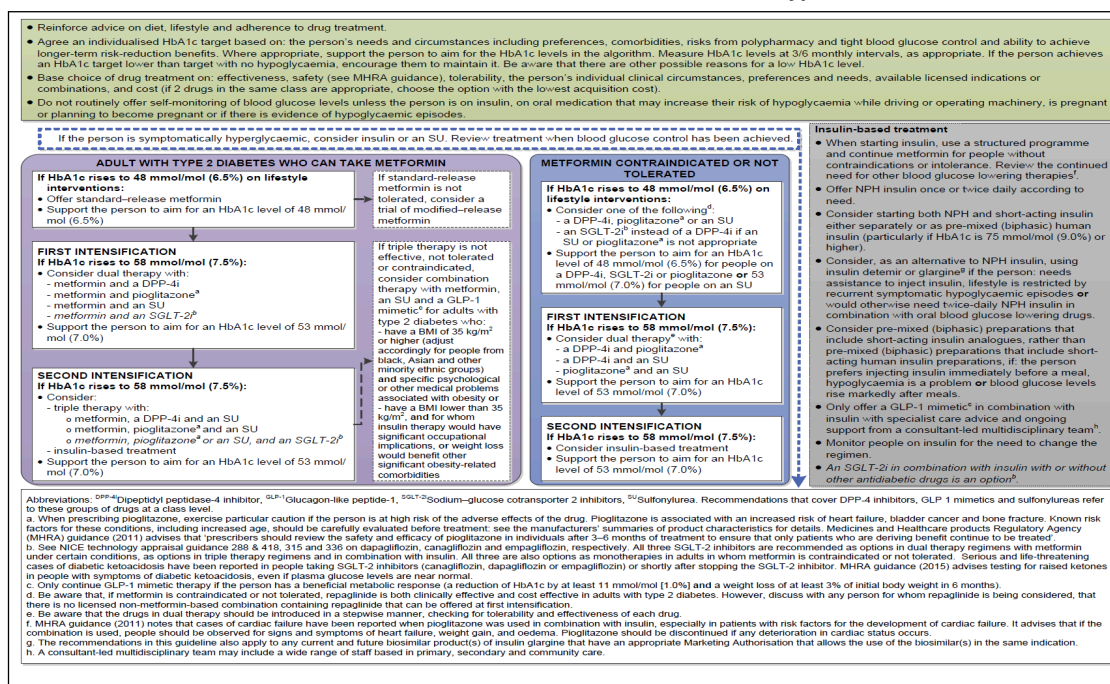 • Reinforce advice on diet, lifestyle and adherence to drug treatment.
• Agree an individualised HbA1c target based on: the person's needs and circumstances including preferences, comorbidities, risks from polypharmacy and tight blood glucose control and ability to achieve
longer-term risk-reduction benefits. Where appropriate, support the person to aim for the HbA1c levels in the algorithm. Measure HbA1c levels at 3/6 monthly intervals, as appropriate. If the person achieves
an HbA1c target lower than target with no hypoglycaemia, encourage them to maintain it. Be aware that there are other possible reasons for a low HbA1c level.
• Base choice of drug treatment on: effectiveness, safety (see MHRA guidance), tolerability, the person's individual clinical circumstances, preferences and needs, available licensed indications or
combinations, and cost (if 2 drugs in the same class are appropriate, choose the option with the lowest acquisition cost).
• Do not routinely offer self-monitoring of blood glucose levels unless the person is on insulin, on oral medication that may increase their risk of hypoglycaemia while driving or operating machinery, is pregnant
or planning to become pregnant or if there is evidence of hypoglycaemic episodes.
If the person is symptomatically hyperglycaemic, consider insulin or an SU. Review treatment when blood glucose control has been achieved.
ADULT WITH TYPE 2 DIABETES WHO CAN TAKE METFORMIN
If HbA1c rises to 48 mmol/mol (6.5%) on lifestyle
interventions:
• Offer standard–release metformin
• Support the person to aim for an HbA1c level of 48 mmol/
mol (6.5%)
If standard-release
metformin is not
tolerated, consider a
trial of modified–release
metformin
FIRST INTENSIFICATION
If HbA1c rises to 58 mmol/mol (7.5%):
• Consider dual therapy with:
- metformin and a DPP-4i
- metformin and pioglitazoneª
- metformin and an SU
- metformin and an SGLT-2iᵇ
• Support the person to aim for an HbA1c level of 53 mmol/
mol (7.0%)
SECOND INTENSIFICATION
If HbA1c rises to 58 mmol/mol (7.5%):
• Consider:
- triple therapy with:
o metformin, a DPP-4i and an SU
o metformin, pioglitazoneª and an SU
o metformin, pioglitazoneª or an SU, and an SGLT-2iᵇ
- insulin-based treatment
• Support the person to aim for an HbA1c level of 53 mmol/
mol (7.0%)
If triple therapy is not
effective, not tolerated
or contraindicated,
consider combination
therapy with metformin,
an SU and a GLP-1
mimeticᶜ for adults with
type 2 diabetes who:
- have a BMI of 35 kg/m²
or higher (adjust
accordingly for people from
black, Asian and other
minority ethnic groups)
and specific psychological
or other medical problems
associated with obesity or
- have a BMI lower than 35
kg/m², and for whom
insulin therapy would have
significant occupational
implications, or weight loss
would benefit other
significant obesity-related
comorbidities
METFORMIN CONTRAINDICATED OR NOT
TOLERATED
If HbA1c rises to 48 mmol/mol (6.5%) on
lifestyle interventions:
• Consider one of the followingᵈ:
- a DPP-4i, pioglitazoneª or an SU
- an SGLT-2iᵇ instead of a DPP-4i if an
SU or pioglitazoneª is not appropriate
• Support the person to aim for an HbA1c
level of 48 mmol/mol (6.5%) for people on
a DPP-4i, SGLT-2i or pioglitazone or 53
mmol/mol (7.0%) for people on an SU
FIRST INTENSIFICATION
If HbA1c rises to 58 mmol/mol (7.5%):
• Consider dual therapyᵉ with:
- a DPP-4i and pioglitazoneª
- a DPP-4i and an SU
- pioglitazoneª and an SU
• Support the person to aim for an HbA1c
level of 53 mmol/mol (7.0%)
SECOND INTENSIFICATION
If HbA1c rises to 58 mmol/mol (7.5%):
• Consider insulin-based treatment
• Support the person to aim for an HbA1c
level of 53 mmol/mol (7.0%)
Insulin-based treatment
• When starting insulin, use a structured programme
and continue metformin for people without
contraindications or intolerance. Review the continued
need for other blood glucose lowering therapiesᶠ.
• Offer NPH insulin once or twice daily according to
need.
• Consider starting both NPH and short-acting insulin
either separately or as pre-mixed (biphasic) human
insulin (particularly if HbA1c is 75 mmol/mol (9.0%) or
higher).
• Consider, as an alternative to NPH insulin, using
insulin detemir or glargineᵍ if the person: needs
assistance to inject insulin, lifestyle is restricted by
recurrent symptomatic hypoglycaemic episodes or
would otherwise need twice-daily NPH insulin in
combination with oral blood glucose lowering drugs.
• Consider pre-mixed (biphasic) preparations that
include short-acting insulin analogues, rather than
pre-mixed (biphasic) preparations that include short-
acting human insulin preparations, if: the person
prefers injecting insulin immediately before a meal,
hypoglycaemia is a problem or blood glucose levels
rise markedly after meals.
• Only offer a GLP-1 mimeticᶜ in combination with
insulin with specialist care advice and ongoing
support from a consultant-led multidisciplinary teamʰ.
• Monitor people on insulin for the need to change the
regimen.
• An SGLT-2i in combination with insulin with or without
other antidiabetic drugs is an optionᵇ.
Abbreviations: DPP-4iDipeptidyl peptidase-4 inhibitor, GLP-1Glucagon-like peptide-1, SGLT-2iSodium–glucose cotransporter 2 inhibitors, SUSulfonylurea. Recommendations that cover DPP-4 inhibitors, GLP 1 mimetics and sulfonylureas refer
to these groups of drugs at a class level.
a. When prescribing pioglitazone, exercise particular caution if the person is at high risk of the adverse effects of the drug. Pioglitazone is associated with an increased risk of heart failure, bladder cancer and bone fracture. Known risk
factors for these conditions, including increased age, should be carefully evaluated before treatment: see the manufacturers' summaries of product characteristics for details. Medicines and Healthcare products Regulatory Agency
(MHRA) guidance (2011) advises that 'prescribers should review the safety and efficacy of pioglitazone in individuals after 3–6 months of treatment to ensure that only patients who are deriving benefit continue to be treated'.
b. See NICE technology appraisal guidance 288 & 418, 315 and 336 on dapagliflozin, canagliflozin and empagliflozin, respectively. All three SGLT-2 inhibitors are recommended as options in dual therapy regimens with metformin
under certain conditions, as options in triple therapy regimens and in combination with insulin. All three are also options as monotherapies in adults in whom metformin is contraindicated or not tolerated. Serious and life-threatening
cases of diabetic ketoacidosis have been reported in people taking SGLT-2 inhibitors (canagliflozin, dapagliflozin or empagliflozin) or shortly after stopping the SGLT-2 inhibitor. MHRA guidance (2015) advises testing for raised ketones
in people with symptoms of diabetic ketoacidosis, even if plasma glucose levels are near normal.
c. Only continue GLP-1 mimetic therapy if the person has a beneficial metabolic response (a reduction of HbA1c by at least 11 mmol/mol [1.0%] and a weight loss of at least 3% of initial body weight in 6 months).
d. Be aware that, if metformin is contraindicated or not tolerated, repaglinide is both clinically effective and cost effective in adults with type 2 diabetes. However, discuss with any person for whom repaglinide is being considered, that
there is no licensed non-metformin-based combination containing repaglinide that can be offered at first intensification.
e. Be aware that the drugs in dual therapy should be introduced in a stepwise manner, checking for tolerability and effectiveness of each drug.
f. MHRA guidance (2011) notes that cases of cardiac failure have been reported when pioglitazone was used in combination with insulin, especially in patients with risk factors for the development of cardiac failure. It advises that if the
combination is used, people should be observed for signs and symptoms of heart failure, weight gain, and oedema. Pioglitazone should be discontinued if any deterioration in cardiac status occurs.
g. The recommendations in this guideline also apply to any current and future biosimilar product(s) of insulin glargine that have an appropriate Marketing Authorisation that allows the use of the biosimilar(s) in the same indication.
h. A consultant-led multidisciplinary team may include a wide range of staff based in primary, secondary and community care.